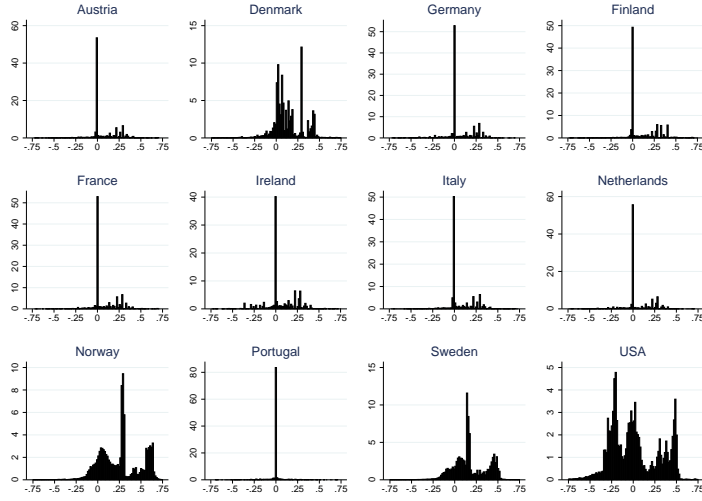 Austria
Denmark
Germany
Finland
0 20 40 60
0 5 10 15
0 10 20 30 40 50
0 10 20 30 40 50
-.75 -.5 -.25 0 .25 .5 .75
-.75 -.5 -.25 0 .25 .5 .75
-.75 -.5 -.25 0 .25 .5 .75
-.75 -.5 -.25 0 .25 .5 .75
France
Ireland
Italy
Netherlands
0 10 20 30 40 50
0 10 20 30 40
0 10 20 30 40 50
0 20 40 60
-.75 -.5 -.25 0 .25 .5 .75
-.75 -.5 -.25 0 .25 .5 .75
-.75 -.5 -.25 0 .25 .5 .75
-.75 -.5 -.25 0 .25 .5 .75
Norway
Portugal
Sweden
USA
0 2 4 6 8 10
0 20 40 60 80
0 5 10 15
0 1 2 3 4 5
-.75 -.5 -.25 0 .25 .5 .75
-.75 -.5 -.25 0 .25 .5 .75
-.75 -.5 -.25 0 .25 .5 .75
-.75 -.5 -.25 0 .25 .5 .75